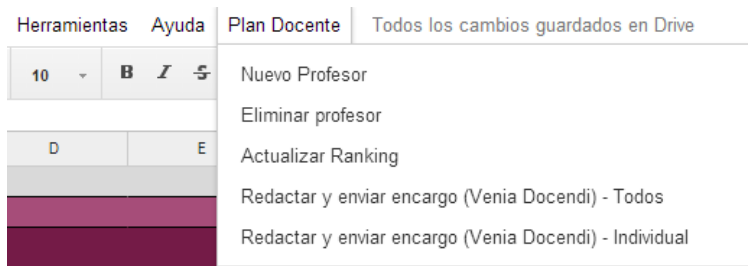 Herramientas Ayuda Plan Docente Todos los cambios guardados en Drive
10 B I S
Nuevo Profesor
Eliminar profesor
D E
Actualizar Ranking
Redactar y enviar encargo (Venia Docendi) - Todos
Redactar y enviar encargo (Venia Docendi) - Individual